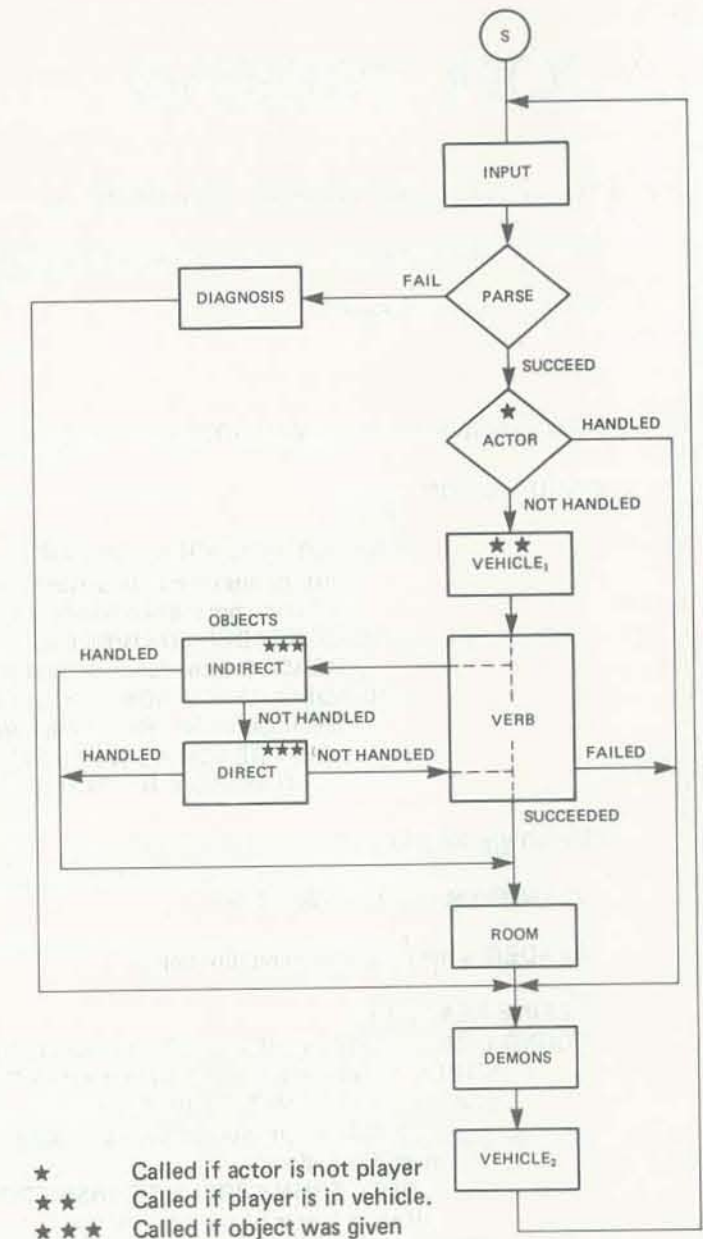 S
INPUT
FAIL
DIAGNOSIS
PARSE
SUCCEED
★
ACTOR
HANDLED
NOT HANDLED
★ ★
VEHICLE₁
OBJECTS
★★★
HANDLED
INDIRECT
NOT HANDLED
VERB
★★★
HANDLED
DIRECT
NOT HANDLED
FAILED
SUCCEEDED
ROOM
DEMONS
VEHICLE₂
★ Called if actor is not player
★ ★ Called if player is in vehicle.
★ ★ ★ Called if object was given